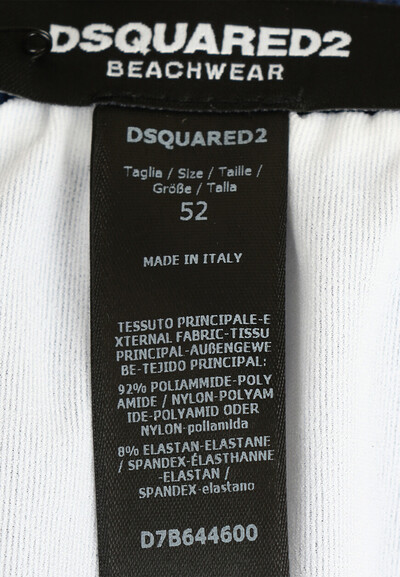 DSQUARED2
BEACHWEAR
DSQUARED2
Taglia / Size / Taille /
Größe / Talla
52
MADE IN ITALY
TESSUTO PRINCIPALE-E
XTERNAL FABRIC-TISSU
PRINCIPAL-AUßENGEWE
BE-TEJIDO PRINCIPAL:
92% POLIAMMIDE-POLY
AMIDE / NYLON-POLYAM
IDE-POLYAMID ODER
NYLON-poliamida
8% ELASTAN-ELASTANE
/ SPANDEX-ÉLASTHANNE
-ELASTAN /
SPANDEX-elastano
D7B644600